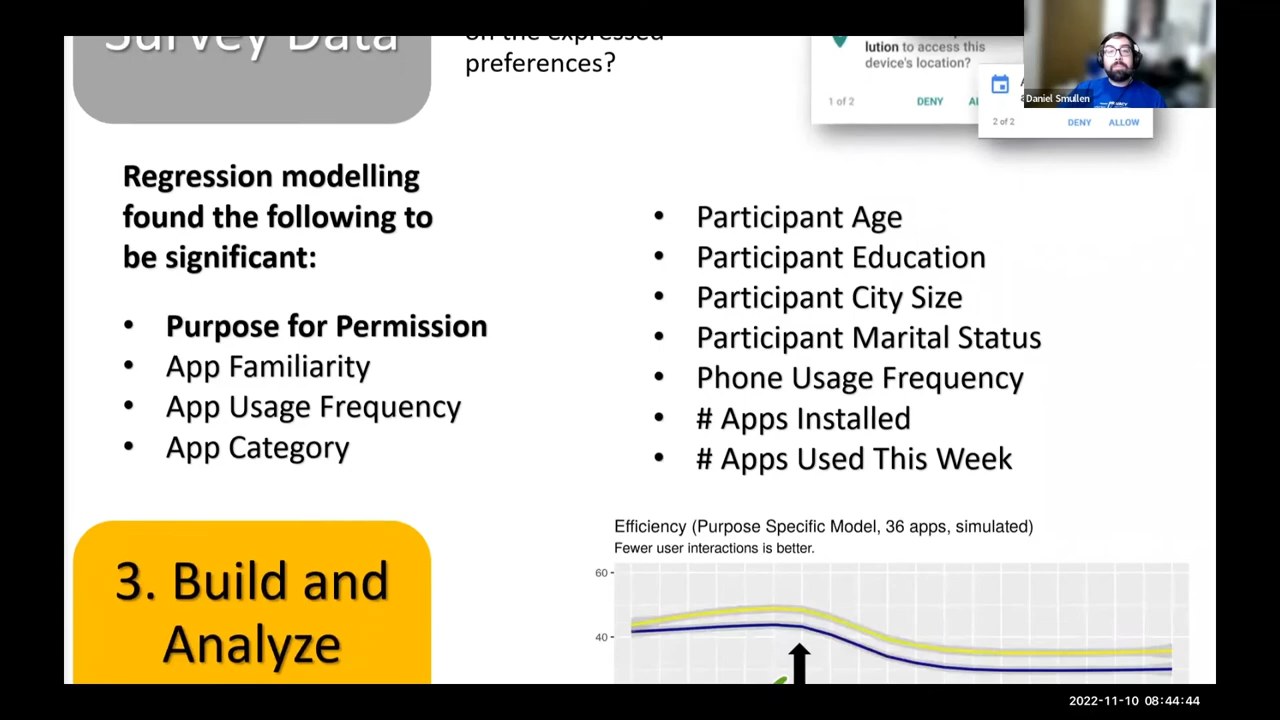 Survey Data
on the expressed
preferences?
lution to access this
device's location?
1 of 2
DENY
2 of 2
DENY
ALLOW
Daniel Smullen
Regression modelling
found the following to
be significant:
• Purpose for Permission
• App Familiarity
• App Usage Frequency
• App Category
• Participant Age
• Participant Education
• Participant City Size
• Participant Marital Status
• Phone Usage Frequency
• # Apps Installed
• # Apps Used This Week
3. Build and
Analyze
Efficiency (Purpose Specific Model, 36 apps, simulated)
Fewer user interactions is better.
60
40
2022-11-10 08:44:44